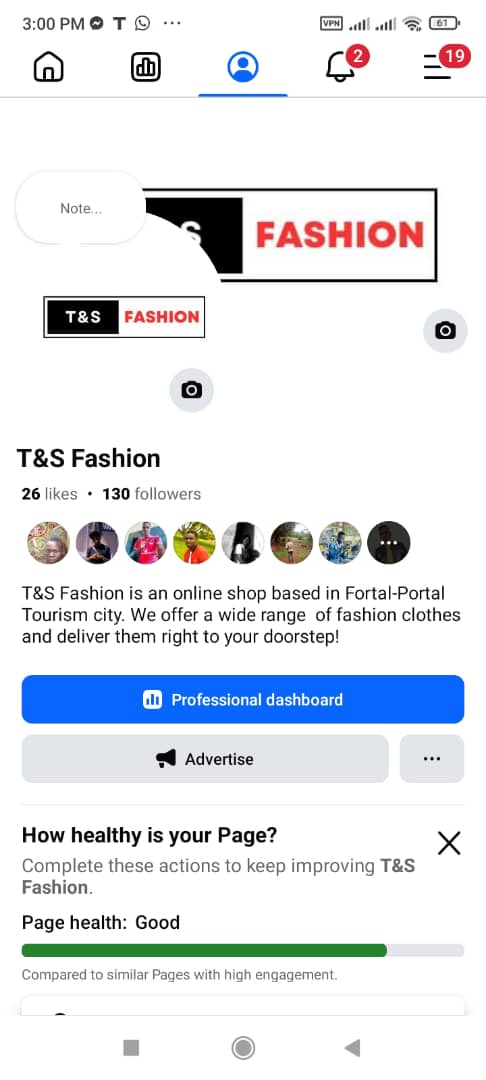 3:00 PM T VPN 61
2
19
Note...
S FASHION
T&S FASHION
T&S Fashion
26 likes • 130 followers
T&S Fashion is an online shop based in Fortal-Portal
Tourism city. We offer a wide range of fashion clothes
and deliver them right to your doorstep!
Professional dashboard
Advertise
How healthy is your Page?
Complete these actions to keep improving T&S
Fashion.
Page health: Good
Compared to similar Pages with high engagement.